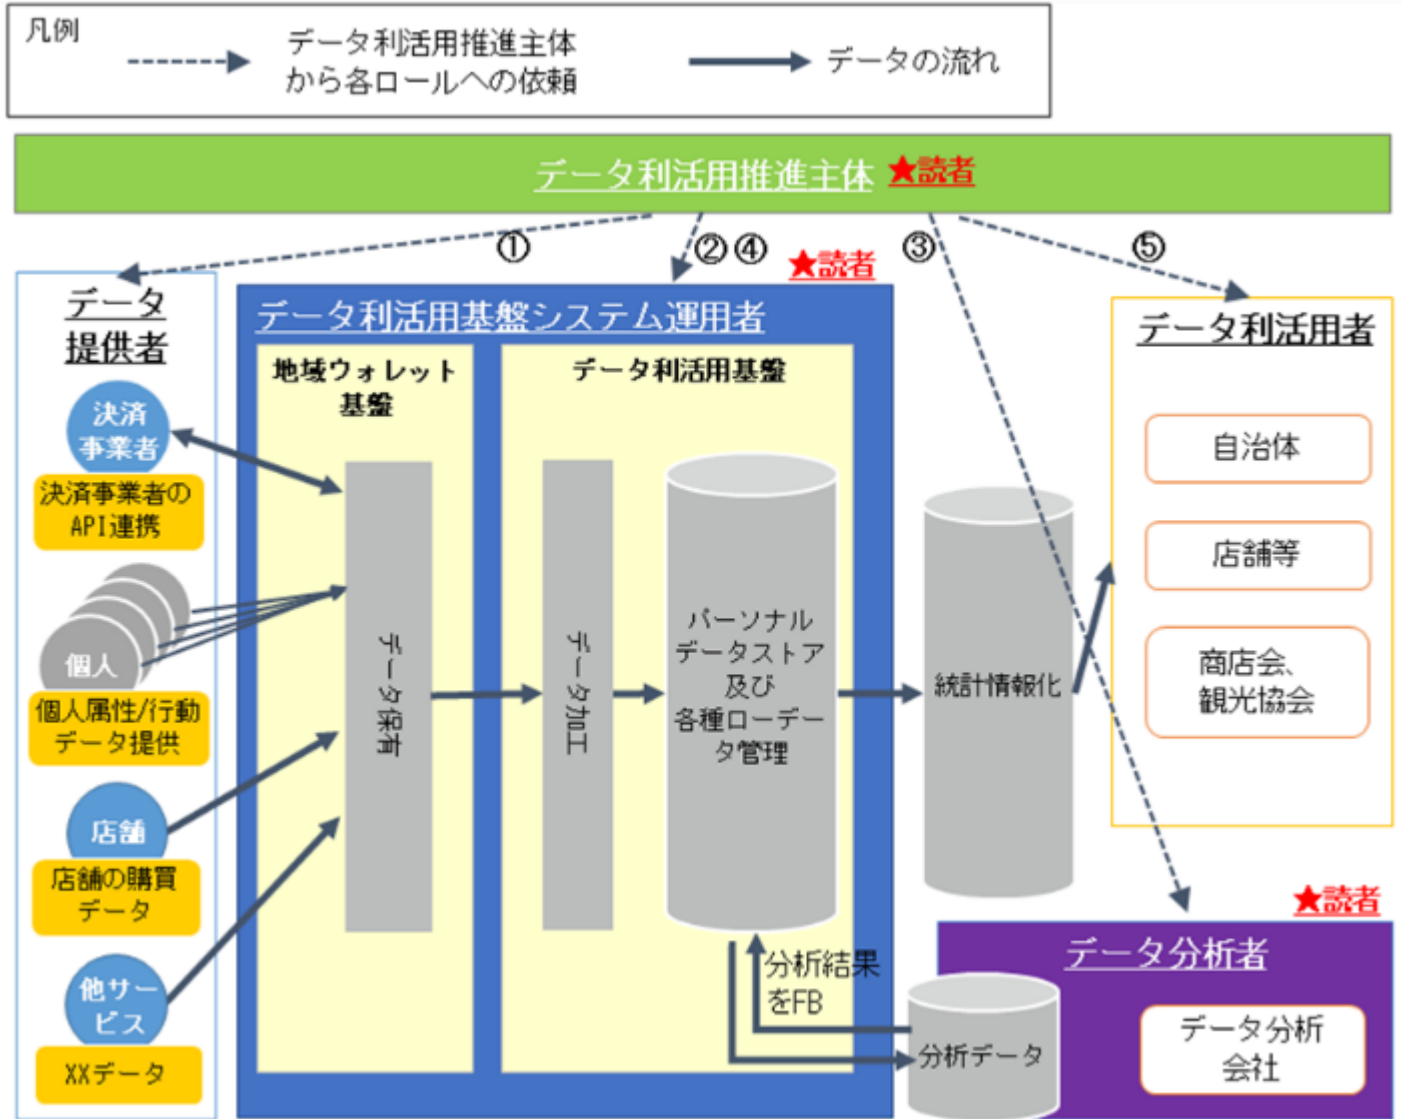 凡例
データ利活用推進主体
から各ロールへの依頼
データの流れ
データ利活用推進主体 ★読者
①
② ④
③
⑤
★読者
データ
提供者
決済
事業者
決済事業者の
API連携
個人
個人属性/行動
データ提供
店舗
店舗の購買
データ
他サー
ビス
XXデータ
データ利活用基盤システム運用者
地域ウォレット
基盤
データ保有
データ利活用基盤
データ加工
パーソナル
データストア
及び
各種ローデー
タ管理
分析結果
をFB
統計情報化
データ利活用者
自治体
店舗等
商店会、
観光協会
★読者
データ分析者
分析データ
データ分析
会社